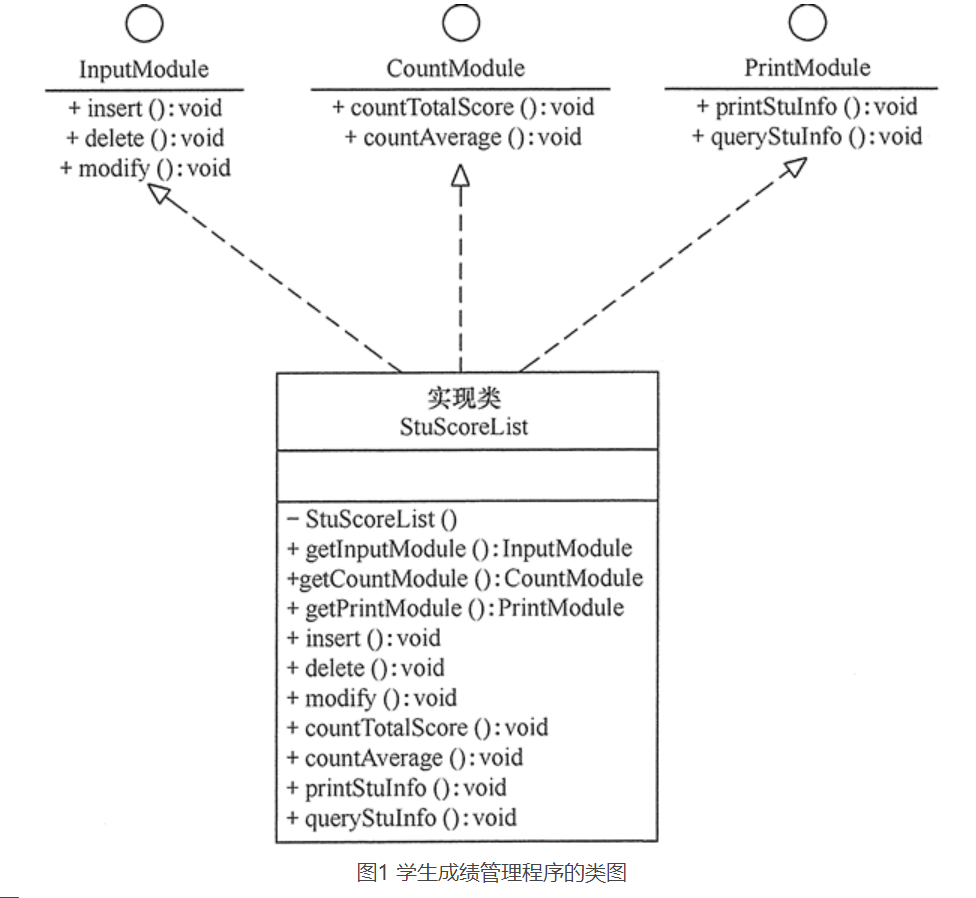 InputModule
+ insert ():void
+ delete ():void
+ modify ():void
CountModule
+ countTotalScore ():void
+ countAverage ():void
PrintModule
+ printStuInfo ():void
+ queryStuInfo ():void
实现类
StuScoreList
− StuScoreList ()
+ getInputModule ():InputModule
+getCountModule ():CountModule
+ getPrintModule ():PrintModule
+ insert ():void
+ delete ():void
+ modify ():void
+ countTotalScore ():void
+ countAverage ():void
+ printStuInfo ():void
+ queryStuInfo ():void
图1 学生成绩管理程序的类图